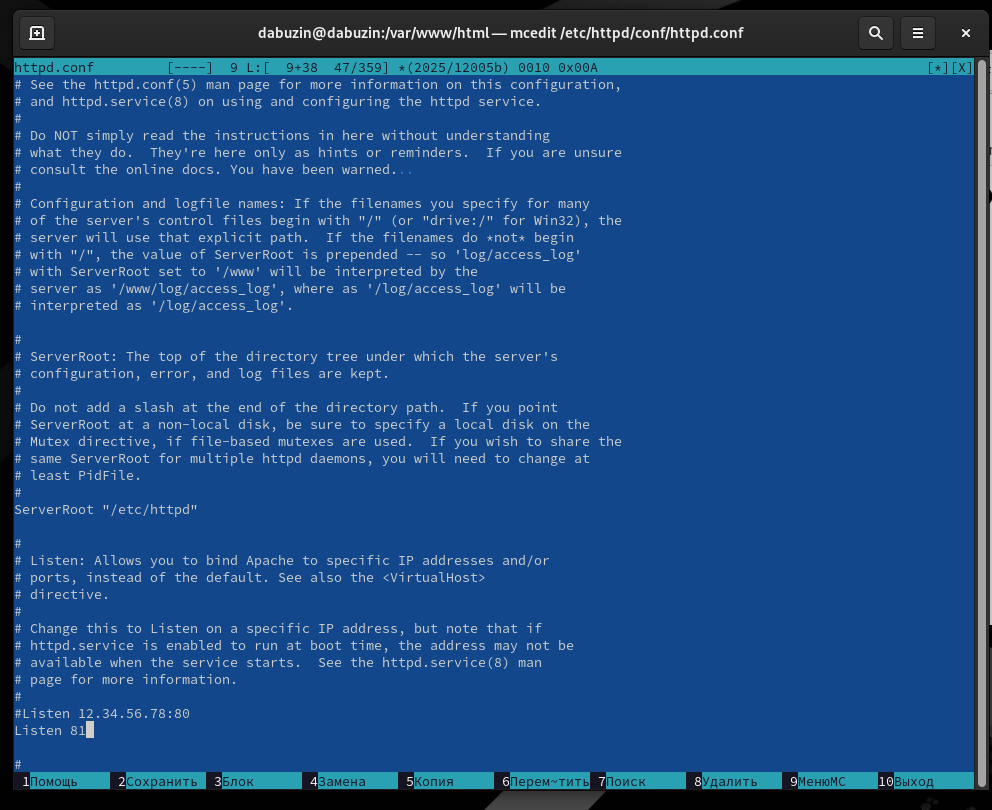 dabuzin@dabuzin:/var/www/html — mcedit /etc/httpd/conf/httpd.conf
httpd.conf [----] 9 L:[ 9+38 47/359] *(2025/12005b) 0010 0x00A [*][X]
# See the httpd.conf(5) man page for more information on this configuration,
# and httpd.service(8) on using and configuring the httpd service.
#
# Do NOT simply read the instructions in here without understanding
# what they do.  They're here only as hints or reminders.  If you are unsure
# consult the online docs. You have been warned...
#
# Configuration and logfile names: If the filenames you specify for many
# of the server's control files begin with "/" (or "drive:/" for Win32), the
# server will use that explicit path.  If the filenames do *not* begin
# with "/", the value of ServerRoot is prepended -- so 'log/access_log'
# with ServerRoot set to '/www' will be interpreted by the
# server as '/www/log/access_log', where as '/log/access_log' will be
# interpreted as '/log/access_log'.

#
# ServerRoot: The top of the directory tree under which the server's
# configuration, error, and log files are kept.
#
# Do not add a slash at the end of the directory path.  If you point
# ServerRoot at a non-local disk, be sure to specify a local disk on the
# Mutex directive, if file-based mutexes are used.  If you wish to share the
# same ServerRoot for multiple httpd daemons, you will need to change at
# least PidFile.
#
ServerRoot "/etc/httpd"

#
# Listen: Allows you to bind Apache to specific IP addresses and/or
# ports, instead of the default. See also the <VirtualHost>
# directive.
#
# Change this to Listen on a specific IP address, but note that if
# httpd.service is enabled to run at boot time, the address may not be
# available when the service starts.  See the httpd.service(8) man
# page for more information.
#
#Listen 12.34.56.78:80
Listen 81

#
1Помощь 2Сохранить 3Блок 4Замена 5Копия 6Перем~тить 7Поиск 8Удалить 9МенюMC 10Выход